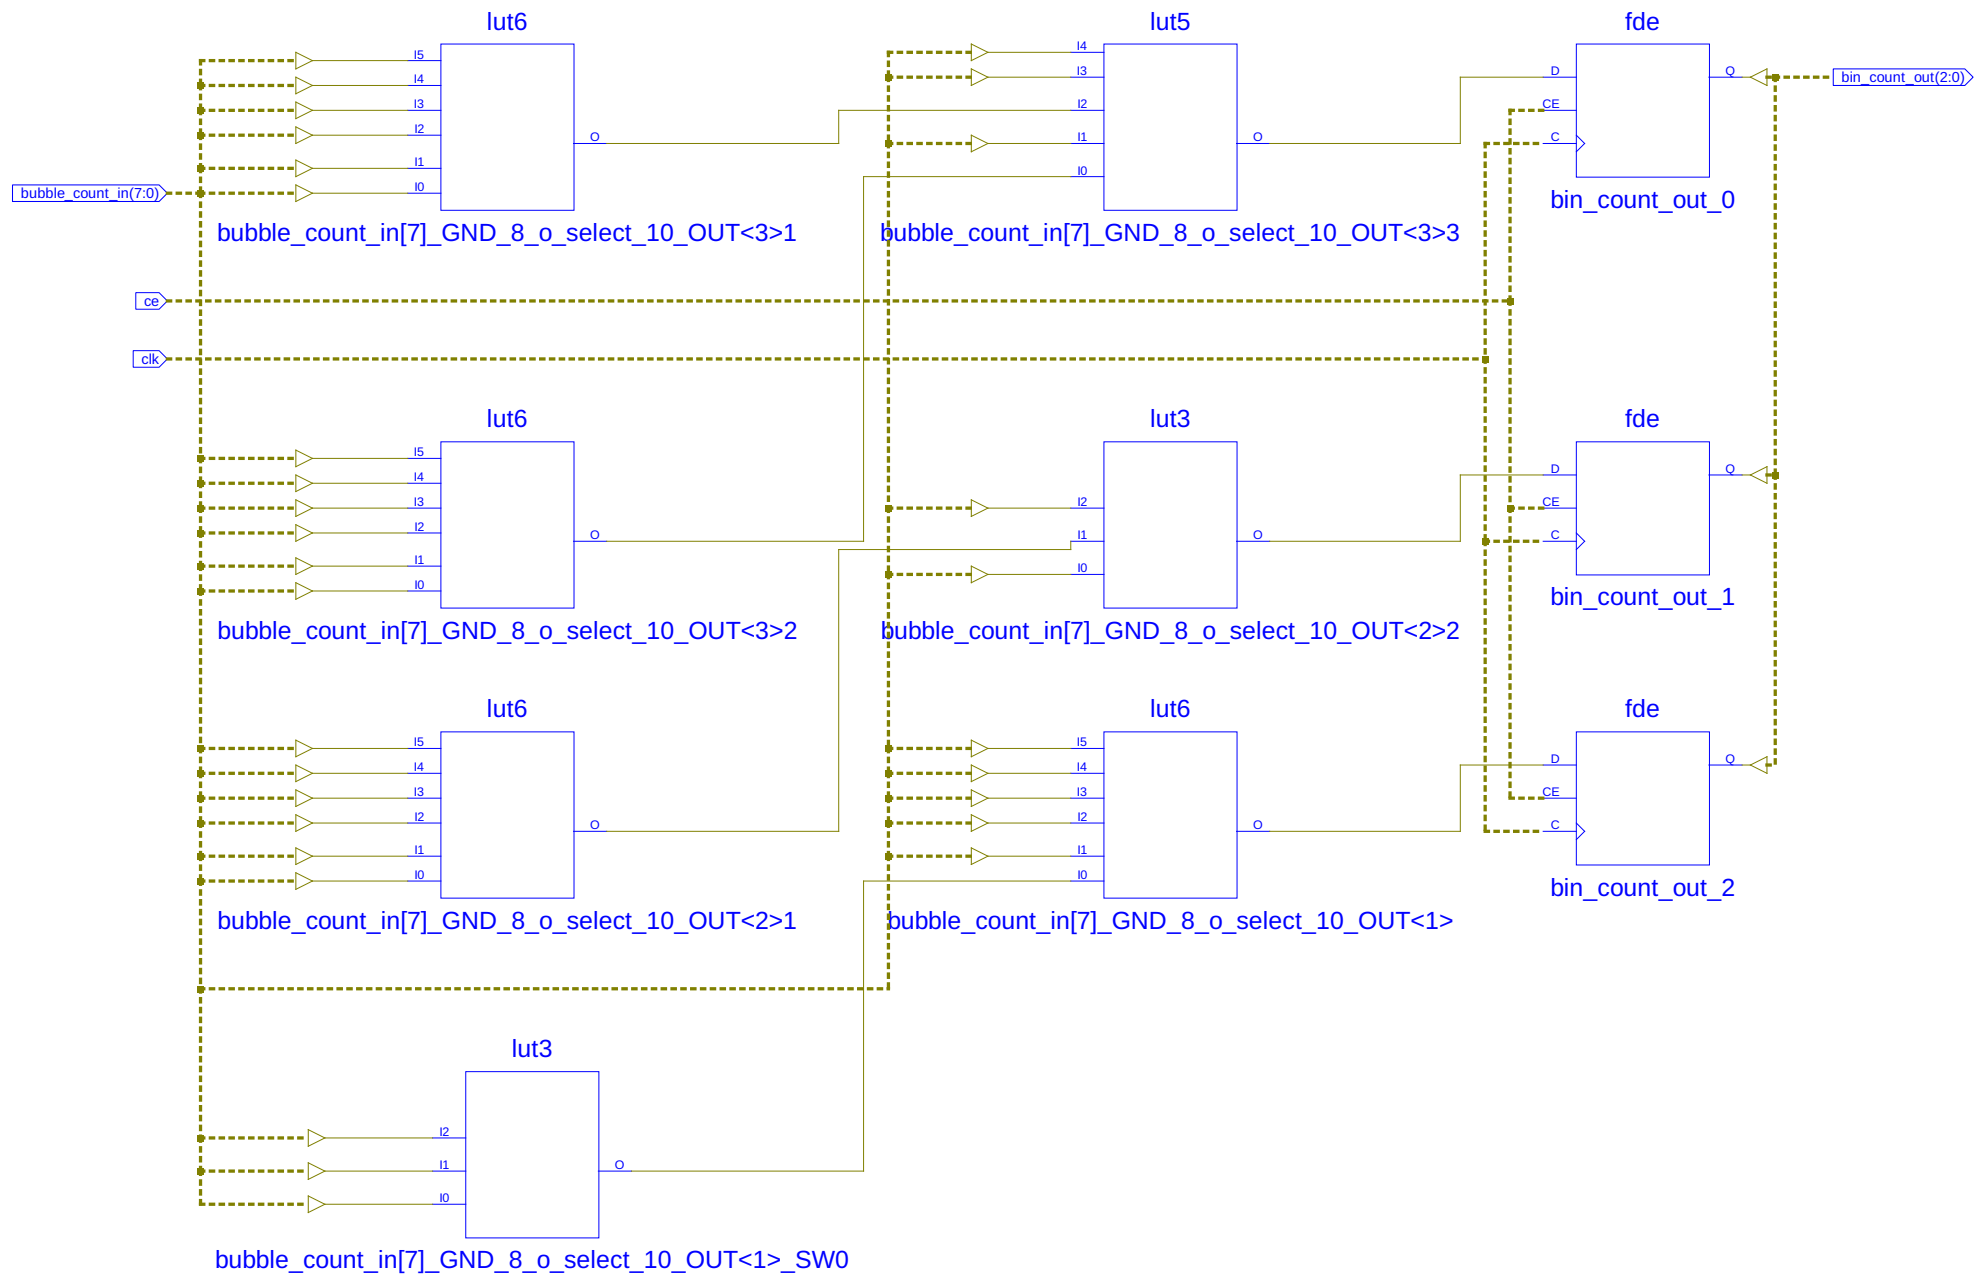 lut6
lut5
fde
I5
I4
I3
I2
I1
I0
O
I4
I3
I2
I1
I0
O
D
CE
C
Q
bin_count_out(2:0)
bubble_count_in(7:0)
bubble_count_in[7]_GND_8_o_select_10_OUT<3>1
bubble_count_in[7]_GND_8_o_select_10_OUT<3>3
bin_count_out_0
ce
clk
lut6
lut3
fde
I5
I4
I3
I2
I1
I0
O
I2
I1
I0
O
D
CE
C
Q
bubble_count_in[7]_GND_8_o_select_10_OUT<3>2
bubble_count_in[7]_GND_8_o_select_10_OUT<2>2
bin_count_out_1
lut6
lut6
fde
I5
I4
I3
I2
I1
I0
O
I5
I4
I3
I2
I1
I0
O
D
CE
C
Q
bubble_count_in[7]_GND_8_o_select_10_OUT<2>1
bubble_count_in[7]_GND_8_o_select_10_OUT<1>
bin_count_out_2
lut3
I2
I1
I0
O
bubble_count_in[7]_GND_8_o_select_10_OUT<1>_SW0